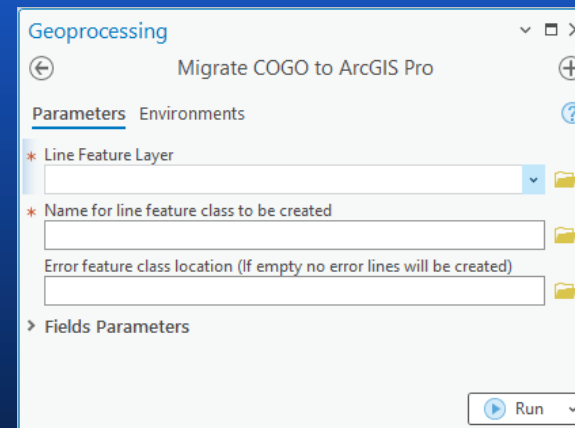 Geoprocessing
Migrate COGO to ArcGIS Pro
Parameters Environments
* Line Feature Layer
* Name for line feature class to be created
Error feature class location (If empty no error lines will be created)
> Fields Parameters
Run